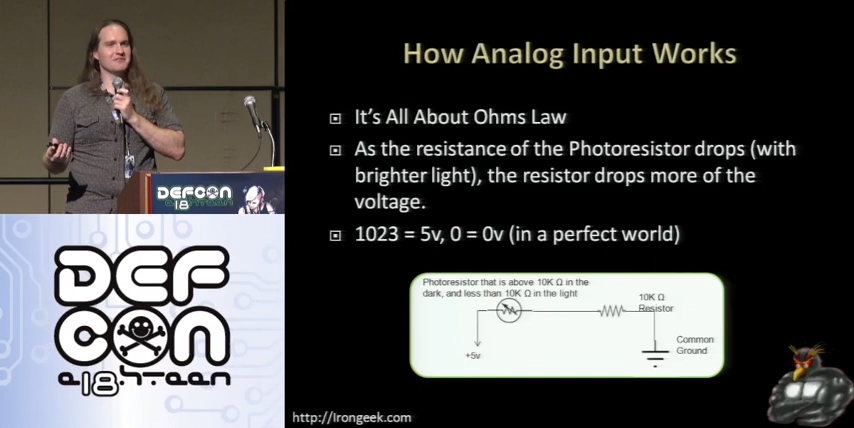 How Analog Input Works
It's All About Ohms Law
As the resistance of the Photoresistor drops (with
brighter light), the resistor drops more of the
voltage.
1023 = 5v, 0 = 0v (in a perfect world)
Photoresistor that is above 10K Ω in the
dark, and less than 10K Ω in the light
10K Ω
Resistor
+5v
Common
Ground
http://Irongeek.com
DEFCON
18
e ghteen
DEF
CON
e18hteen